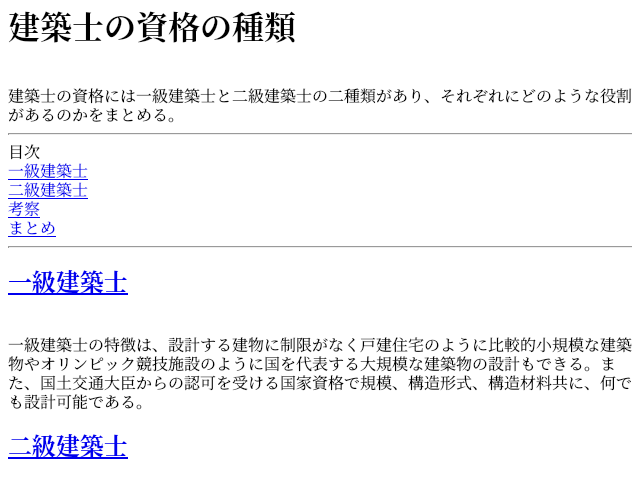 建築士の資格の種類
建築士の資格には一級建築士と二級建築士の二種類があり、それぞれにどのような役割
があるのかをまとめる。
目次
一級建築士
二級建築士
考察
まとめ
一級建築士
一級建築士の特徴は、設計する建物に制限がなく戸建住宅のように比較的小規模な建築
物やオリンピック競技施設のように国を代表する大規模な建築物の設計もできる。ま
た、国土交通大臣からの認可を受ける国家資格で規模、構造形式、構造材料共に、何で
も設計可能である。
二級建築士